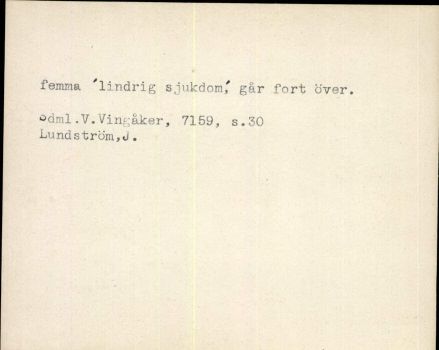 femma ´lindrig sjukdom,´ går fort över.
Sdml.V.Vingåker, 7159, s.30
Lundström,J.